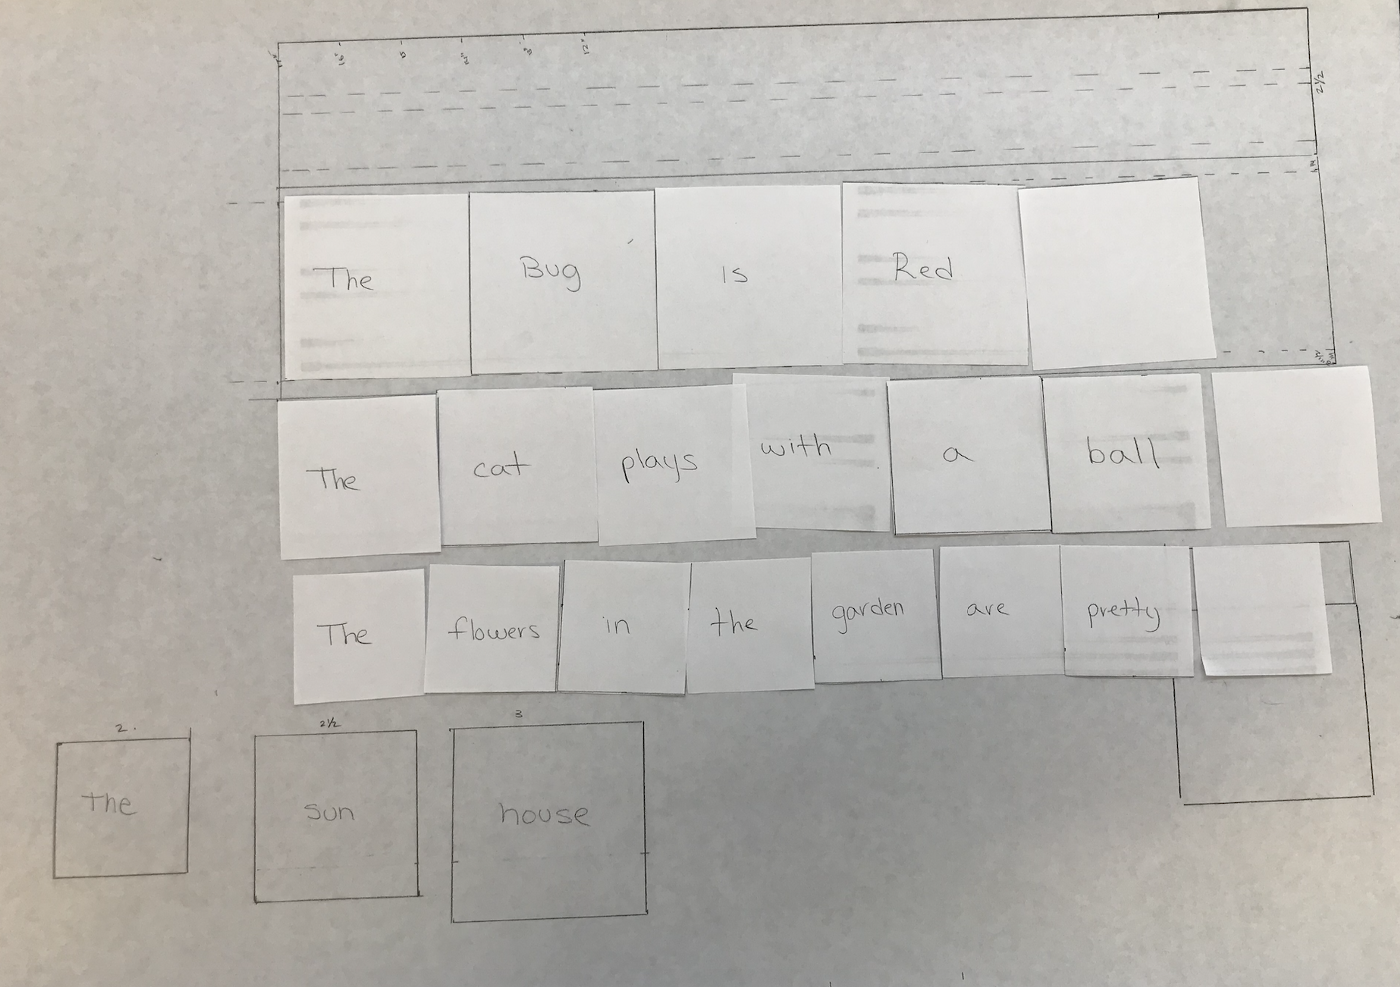 2½
The Bug is Red
The cat plays with a ball
The flowers in the garden are pretty
2 2½ 3
The sun house